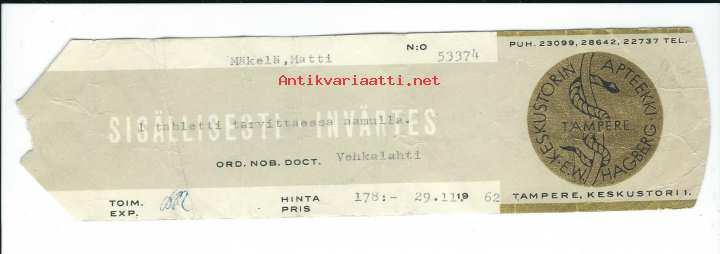 N:O
Mäkelä,Matti 53374
PUH. 23099, 28642, 22737 TEL.
Antikvariaatti.net
SISÄLLISESTI - INVÄRTES
1 tabletti tarvittaessa aamulla.
ORD. NOB. DOCT. Vehkalahti
TOIM. EXP.
HINTA PRIS 178:- 29.11.19 62
KESKUSTORIN APTEEKKI
TAMPERE
F.W. HAGBERG
TAMPERE, KESKUSTORI 1.